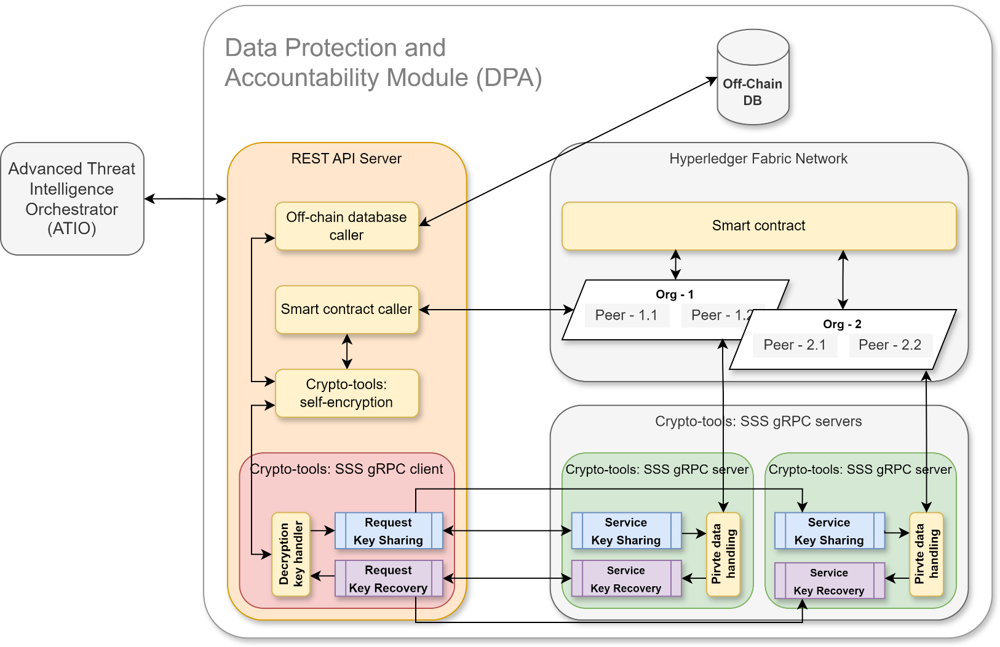 Data Protection and
Accountability Module (DPA)
Off-Chain
DB
Advanced Threat
Intelligence
Orchestrator
(ATIO)
REST API Server
Off-chain database
caller
Smart contract caller
Crypto-tools:
self-encryption
Crypto-tools: SSS gRPC client
Decryption
key handler
Request
Key Sharing
Request
Key Recovery
Hyperledger Fabric Network
Smart contract
Org - 1
Peer - 1.1
Peer - 1.2
Org - 2
Peer - 2.1
Peer - 2.2
Crypto-tools: SSS gRPC servers
Crypto-tools: SSS gRPC server
Service
Key Sharing
Service
Key Recovery
Pirvte data
handling
Crypto-tools: SSS gRPC server
Service
Key Sharing
Service
Key Recovery
Pirvte data
handling